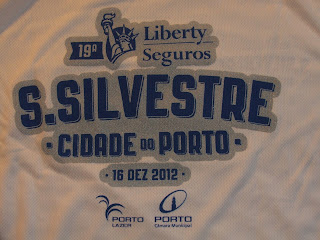 19ª Liberty
Seguros
S.SILVESTRE
· CIDADE DO PORTO ·
· 16 DEZ 2012 ·
PORTO PORTO
LAZER Câmara Municipal